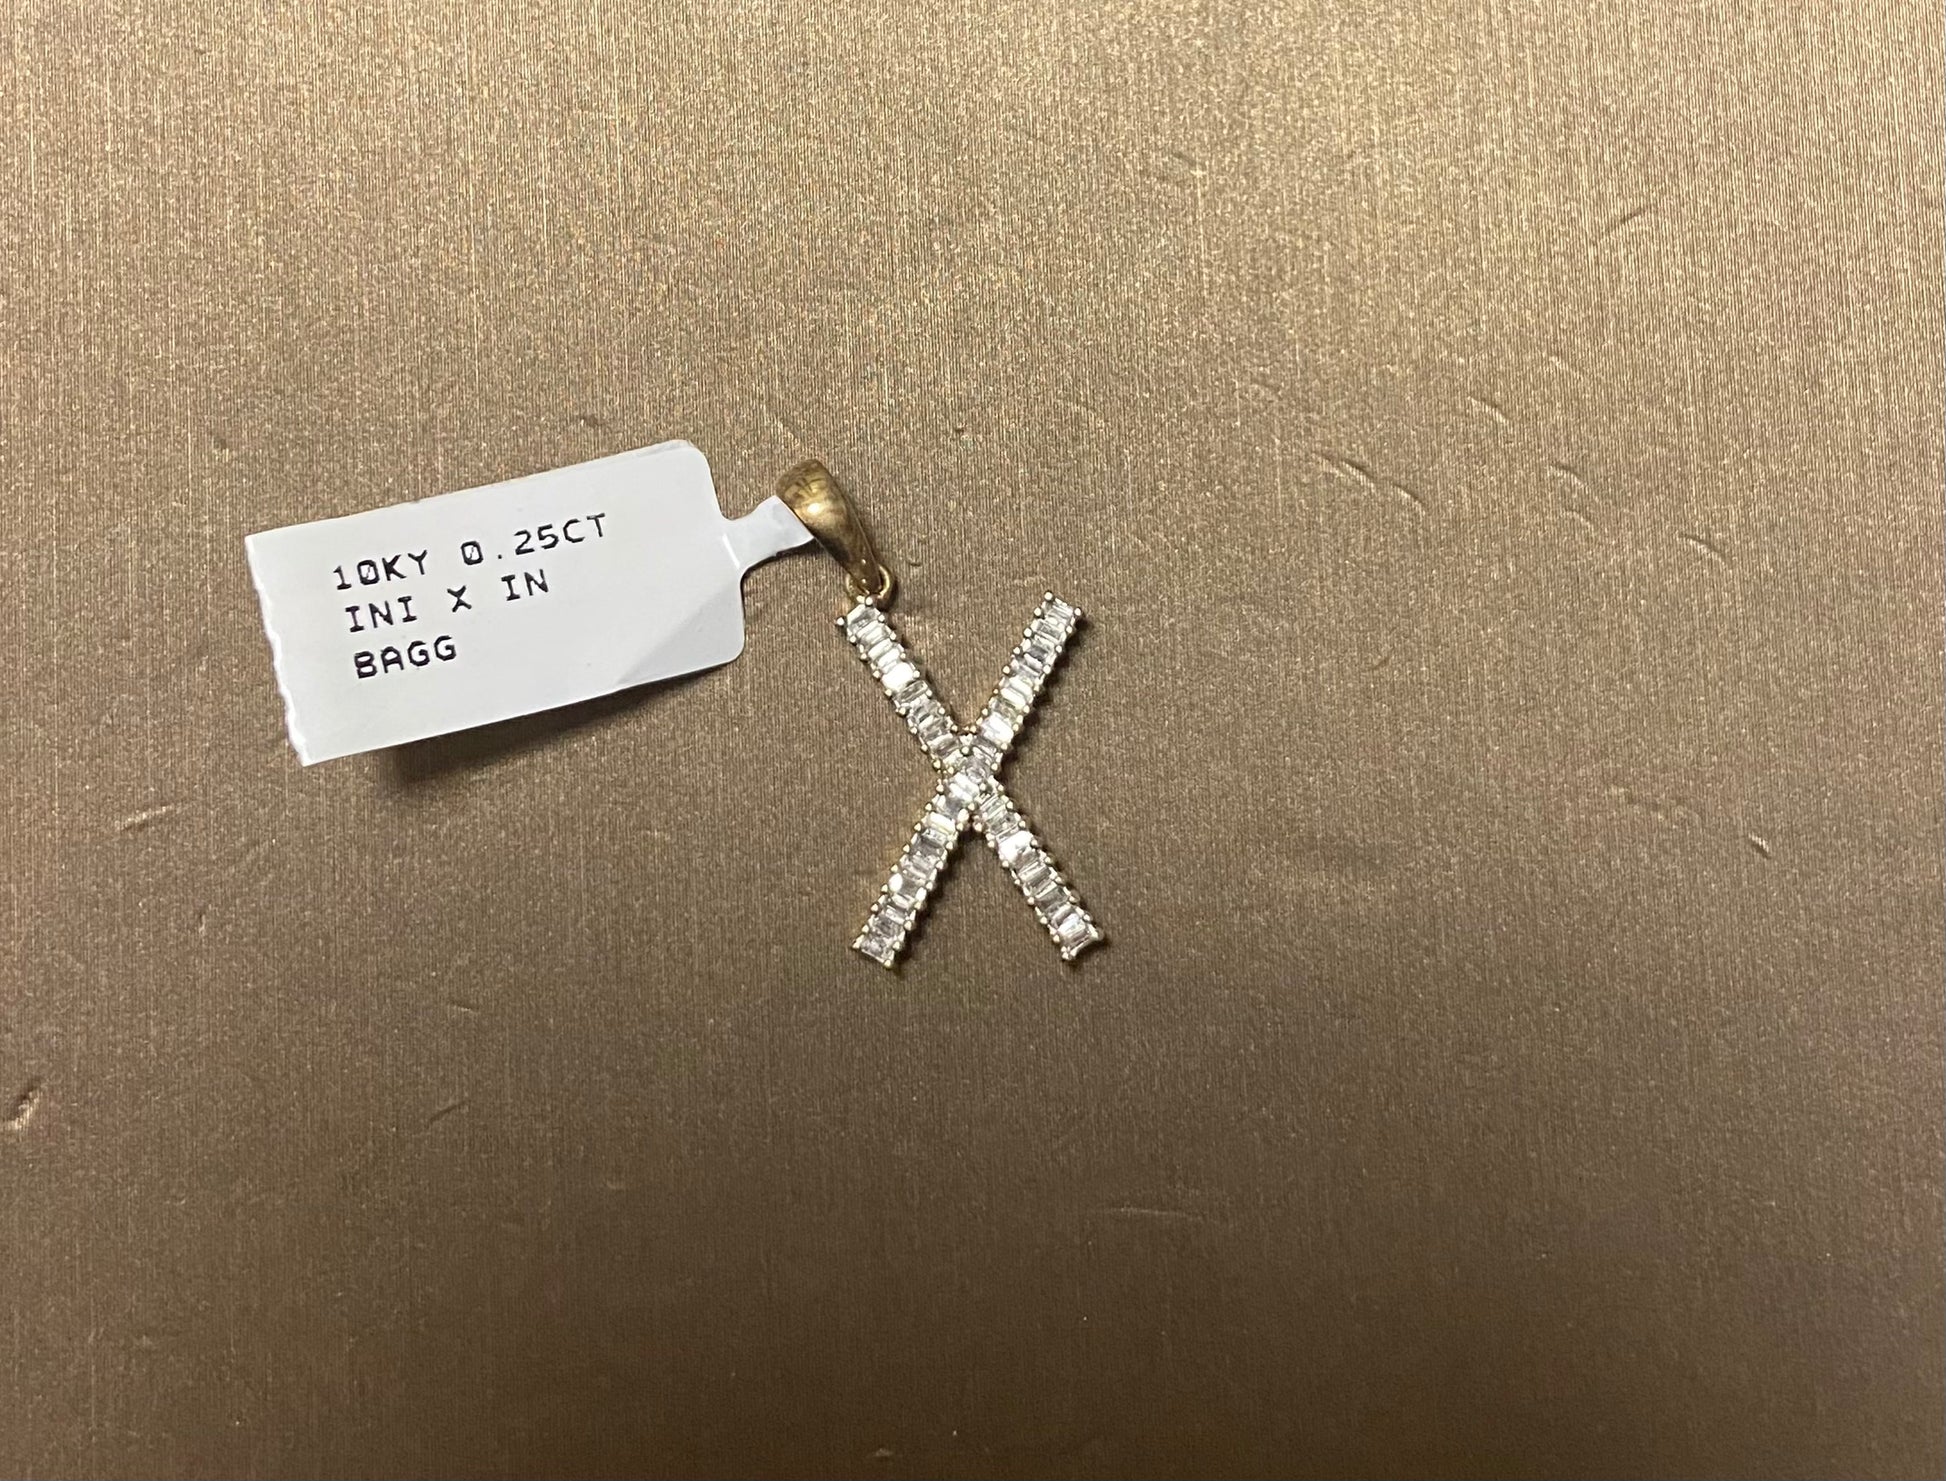 10KY 0.25CT
INI X IN
BAGG